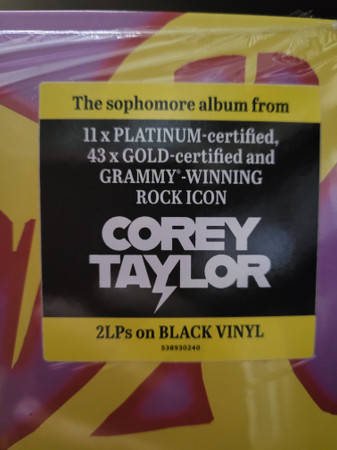 The sophomore album from
11 x PLATINUM-certified,
43 x GOLD-certified and
GRAMMY®-WINNING
ROCK ICON
COREY
TAYLOR
2LPs on BLACK VINYL
538930240